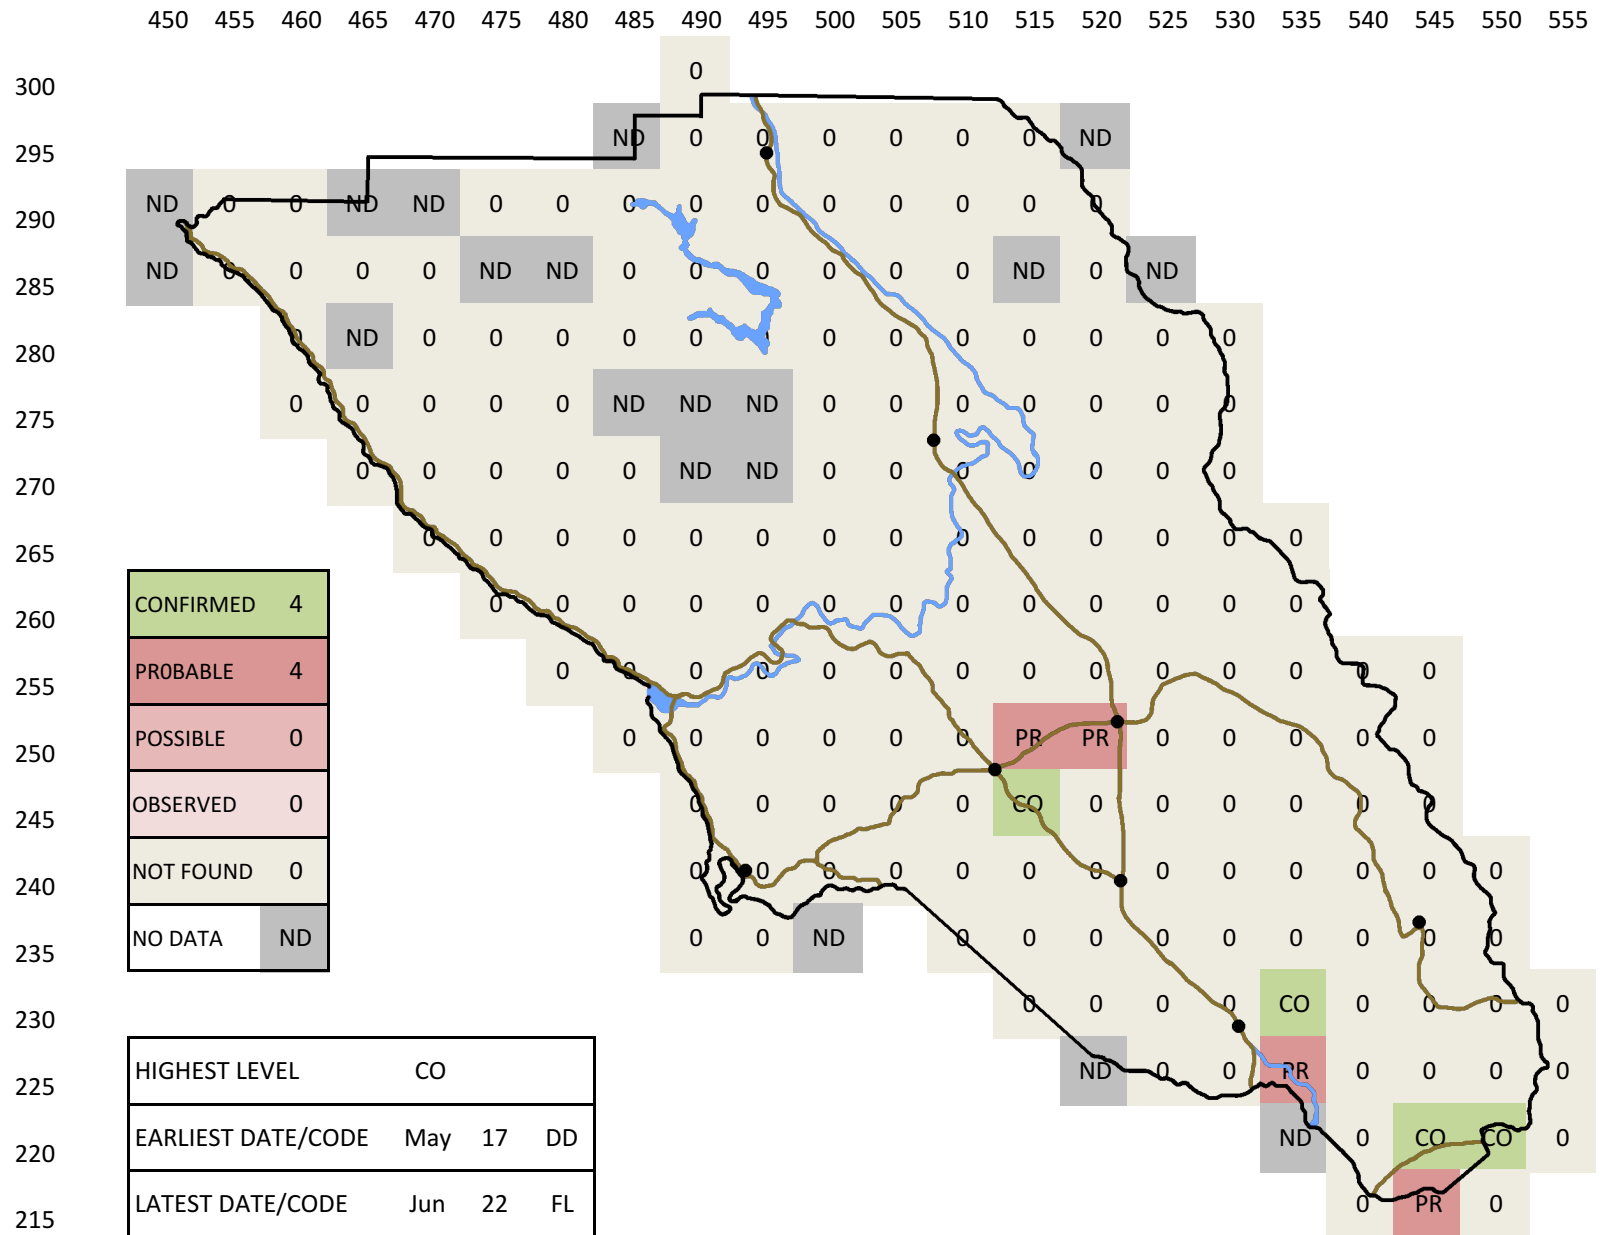 450 455 460 465 470 475 480 485 490 495 500 505 510 515 520 525 530 535 540 545 550 555
0
300
ND 0 0 0 0 0 0 ND
295
ND 0 0 ND ND 0 0 0 0 0 0 0 0 0 0
290
ND 0 0 0 0 ND ND 0 0 0 0 0 0 ND 0 ND
285
0 ND 0 0 0 0 0 0 0 0 0 0 0 0 0
280
0 0 0 0 0 ND ND ND 0 0 0 0 0 0 0
275
0 0 0 0 0 ND ND 0 0 0 0 0 0 0
270
0 0 0 0 0 0 0 0 0 0 0 0 0 0
265
CONFIRMED 4 0 0 0 0 0 0 0 0 0 0 0 0 0
260
PR0BABLE 4 0 0 0 0 0 0 0 0 0 0 0 0 0 0
255
POSSIBLE 0 0 0 0 0 0 0 PR PR 0 0 0 0 0
250
OBSERVED 0 0 0 0 0 0 CO 0 0 0 0 0 0
245
NOT FOUND 0 0 0 0 0 0 0 0 0 0 0 0 0 0
240
NO DATA ND 0 0 ND 0 0 0 0 0 0 0 0 0
235
0 0 0 0 CO 0 0 0 0
230
HIGHEST LEVEL CO ND 0 0 PR 0 0 0 0
225
EARLIEST DATE/CODE May 17 DD ND 0 CO CO 0
220
LATEST DATE/CODE Jun 22 FL 0 PR 0
215